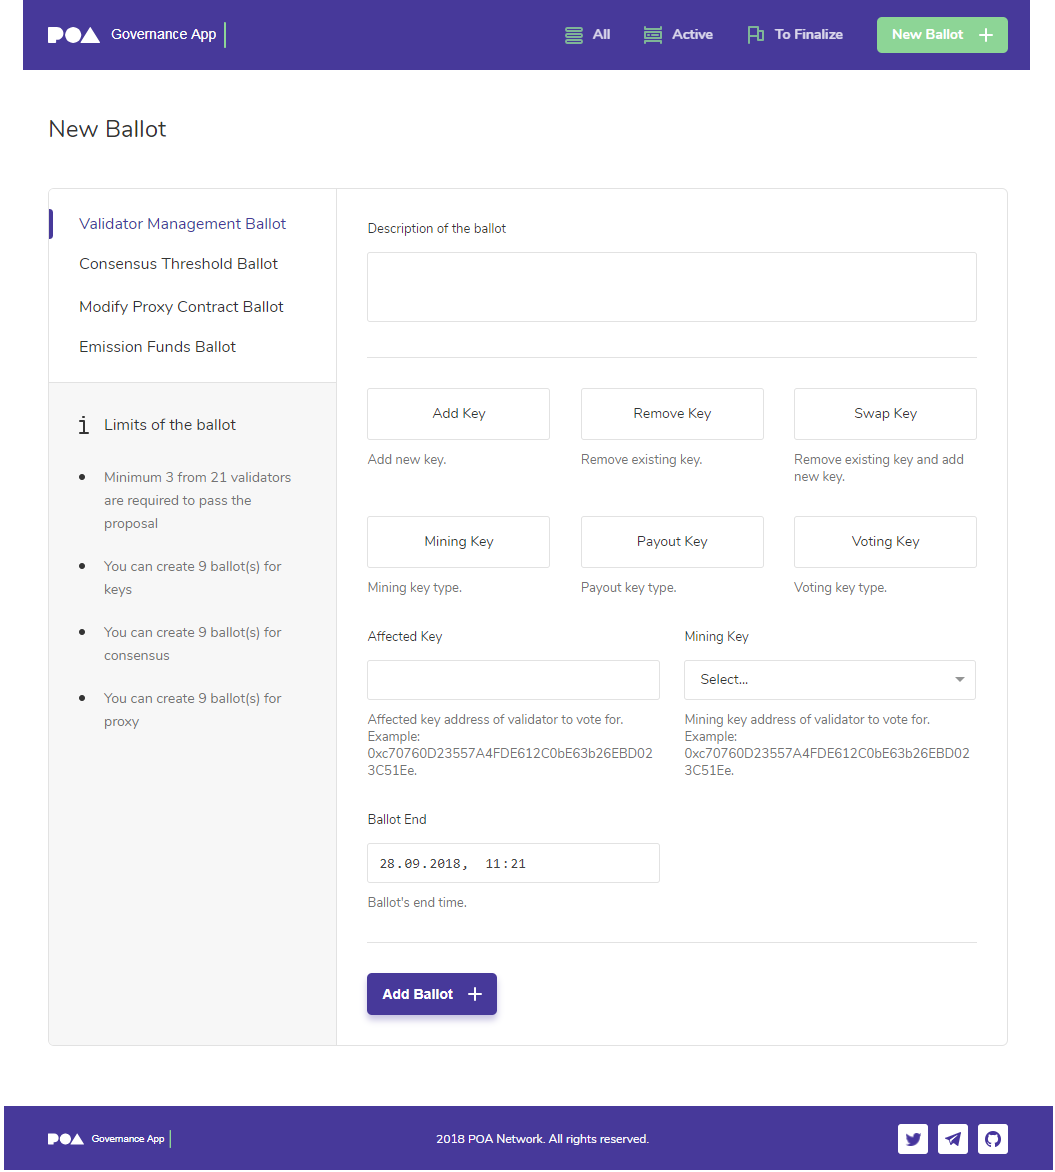 POA Governance App
All
Active
To Finalize
New Ballot
New Ballot
Validator Management Ballot
Consensus Threshold Ballot
Modify Proxy Contract Ballot
Emission Funds Ballot
Limits of the ballot
Minimum 3 from 21 validators
are required to pass the
proposal
You can create 9 ballot(s) for
keys
You can create 9 ballot(s) for
consensus
You can create 9 ballot(s) for
proxy
Description of the ballot
Add Key
Remove Key
Swap Key
Add new key.
Remove existing key.
Remove existing key and add
new key.
Mining Key
Payout Key
Voting Key
Mining key type.
Payout key type.
Voting key type.
Affected Key
Affected key address of validator to vote for.
Example:
0xc70760D23557A4FDE612C0bE63b26EBD02
3C51Ee.
Mining Key
Select...
Mining key address of validator to vote for.
Example:
0xc70760D23557A4FDE612C0bE63b26EBD02
3C51Ee.
Ballot End
28.09.2018, 11:21
Ballot's end time.
Add Ballot
POA Governance App
2018 POA Network. All rights reserved.